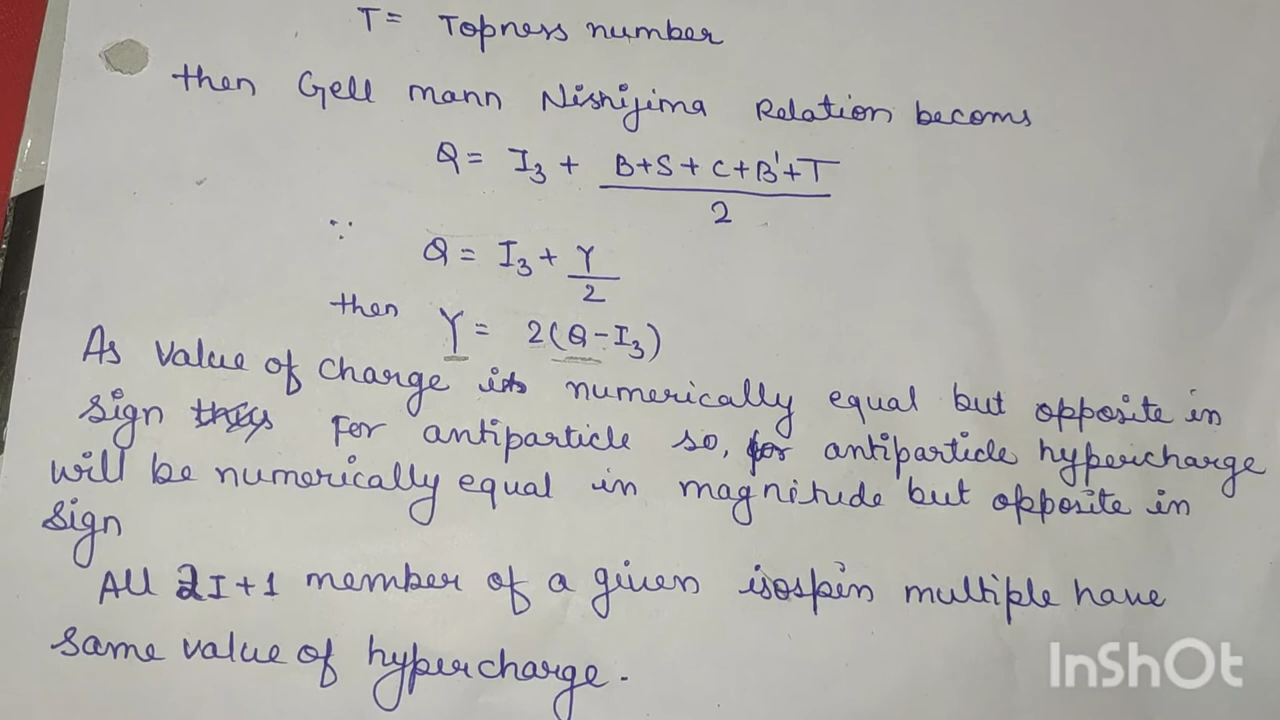 T = Topness number
then Gell mann Nishijima Relation becoms
Q = I₃ + B+S+C+B'+T / 2
∵ Q = I₃ + Y / 2
then Y = 2(Q-I₃)
As value of charge is numerically equal but opposite in
sign For antiparticle so, for antiparticle hypercharge
will be numerically equal in magnitude but opposite in
sign
All 2I+1 member of a given isospin multiple have
same value of hypercharge.
InShOt